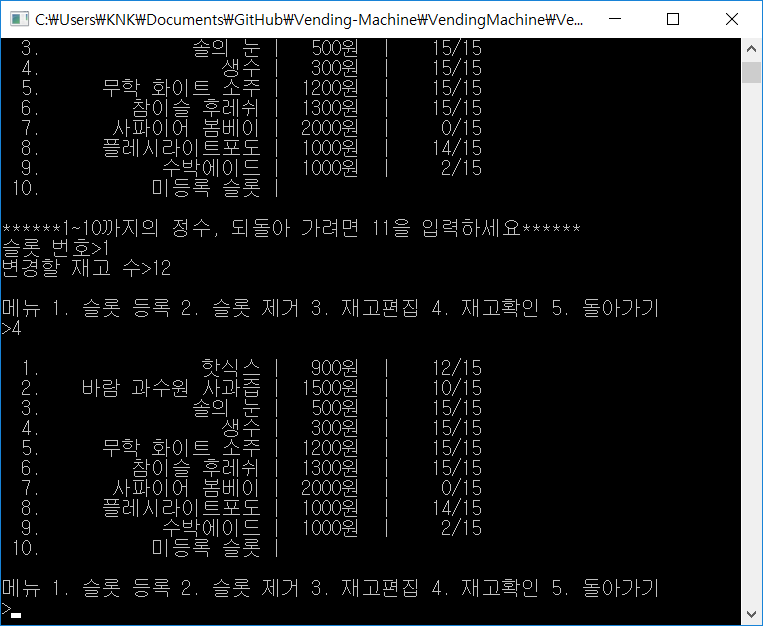 C:₩Users₩KNK₩Documents₩GitHub₩Vending-Machine₩VendingMachine₩Ve...
3. 솔의 눈 | 500원 | 15/15
4. 생수 | 300원 | 15/15
5. 무학 화이트 소주 | 1200원 | 15/15
6. 참이슬 후레쉬 | 1300원 | 15/15
7. 사파이어 봄베이 | 2000원 | 0/15
8. 플레시라이트포도 | 1000원 | 14/15
9. 수박에이드 | 1000원 | 2/15
10. 미등록 슬롯 |
******1~10까지의 정수, 되돌아 가려면 11을 입력하세요******
슬롯 번호>1
변경할 재고 수>12
메뉴 1. 슬롯 등록 2. 슬롯 제거 3. 재고편집 4. 재고확인 5. 돌아가기
>4
1. 핫식스 | 900원 | 12/15
2. 바람 과수원 사과즙 | 1500원 | 10/15
3. 솔의 눈 | 500원 | 15/15
4. 생수 | 300원 | 15/15
5. 무학 화이트 소주 | 1200원 | 15/15
6. 참이슬 후레쉬 | 1300원 | 15/15
7. 사파이어 봄베이 | 2000원 | 0/15
8. 플레시라이트포도 | 1000원 | 14/15
9. 수박에이드 | 1000원 | 2/15
10. 미등록 슬롯 |
메뉴 1. 슬롯 등록 2. 슬롯 제거 3. 재고편집 4. 재고확인 5. 돌아가기
>